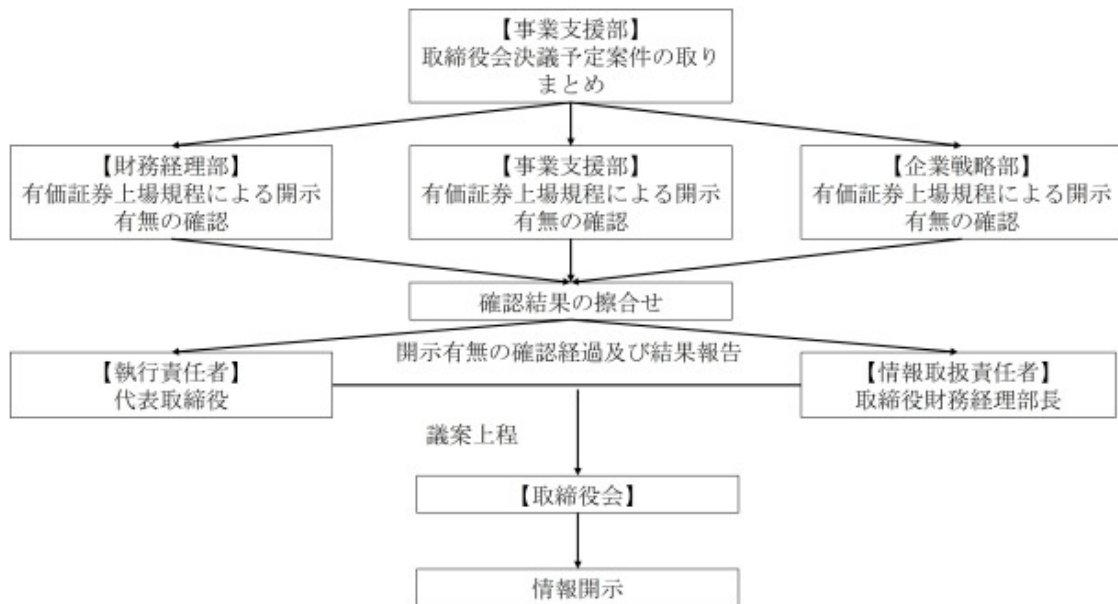 【事業支援部】
取締役会決議予定案件の取り
まとめ
【財務経理部】
有価証券上場規程による開示
有無の確認
【事業支援部】
有価証券上場規程による開示
有無の確認
【企業戦略部】
有価証券上場規程による開示
有無の確認
確認結果の擦合せ
開示有無の確認経過及び結果報告
【執行責任者】
代表取締役
【情報取扱責任者】
取締役財務経理部長
議案上程
【取締役会】
情報開示